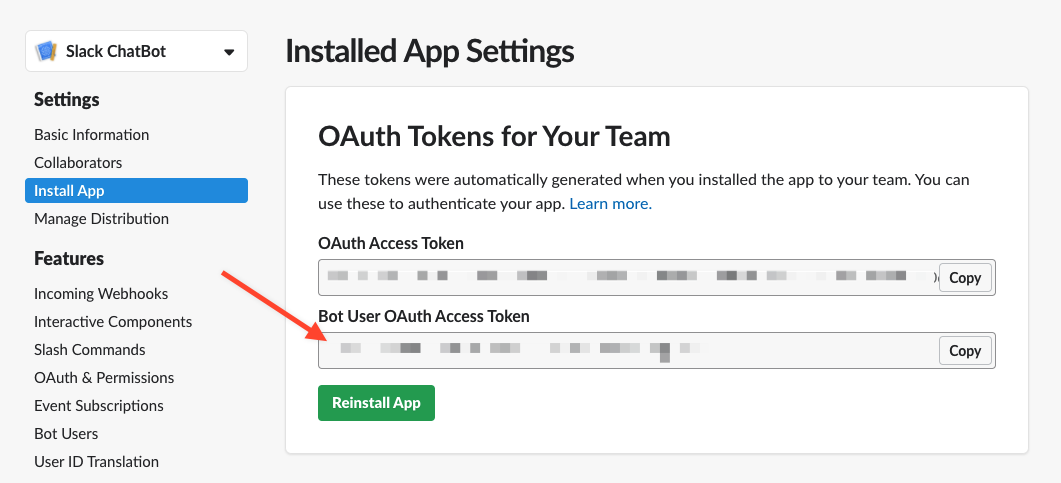 Slack ChatBot
Settings
Basic Information
Collaborators
Install App
Manage Distribution
Features
Incoming Webhooks
Interactive Components
Slash Commands
OAuth & Permissions
Event Subscriptions
Bot Users
User ID Translation
Installed App Settings
OAuth Tokens for Your Team
These tokens were automatically generated when you installed the app to your team. You can
use these to authenticate your app. Learn more.
OAuth Access Token
Copy
Bot User OAuth Access Token
Copy
Reinstall App